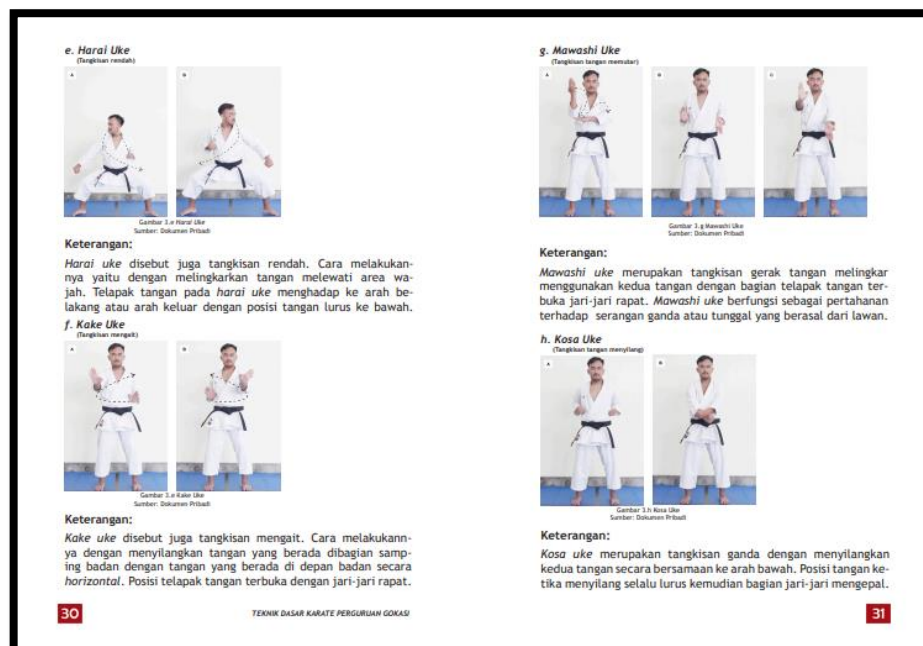 e. Harai Uke
(Tangkisan rendah)
A
B
Gambar 3.e Harai Uke
Sumber: Dokumen Pribadi
Keterangan:
Harai uke disebut juga tangkisan rendah. Cara melakukan-
nya yaitu dengan melingkarkan tangan melewati area wa-
jah. Telapak tangan pada harai uke menghadap ke arah be-
lakang atau arah keluar dengan posisi tangan lurus ke bawah.
f. Kake Uke
(Tangkisan mengait)
A
B
Gambar 3.e Kake Uke
Sumber: Dokumen Pribadi
Keterangan:
Kake uke disebut juga tangkisan mengait. Cara melakukann-
ya dengan menyilangkan tangan yang berada dibagian samp-
ing badan dengan tangan yang berada di depan badan secara
horizontal. Posisi telapak tangan terbuka dengan jari-jari rapat.
30
TEKNIK DASAR KARATE PERGURUAN GOKASI
g. Mawashi Uke
(Tangkisan tangan memutar)
A
B
C
Gambar 3.g Mawashi Uke
Sumber: Dokumen Pribadi
Keterangan:
Mawashi uke merupakan tangkisan gerak tangan melingkar
menggunakan kedua tangan dengan bagian telapak tangan ter-
buka jari-jari rapat. Mawashi uke berfungsi sebagai pertahanan
terhadap serangan ganda atau tunggal yang berasal dari lawan.
h. Kosa Uke
(Tangkisan tangan menyilang)
A
B
Gambar 3.h Kosa Uke
Sumber: Dokumen Pribadi
Keterangan:
Kosa uke merupakan tangkisan ganda dengan menyilangkan
kedua tangan secara bersamaan ke arah bawah. Posisi tangan ke-
tika menyilang selalu lurus kemudian bagian jari-jari mengepal.
31